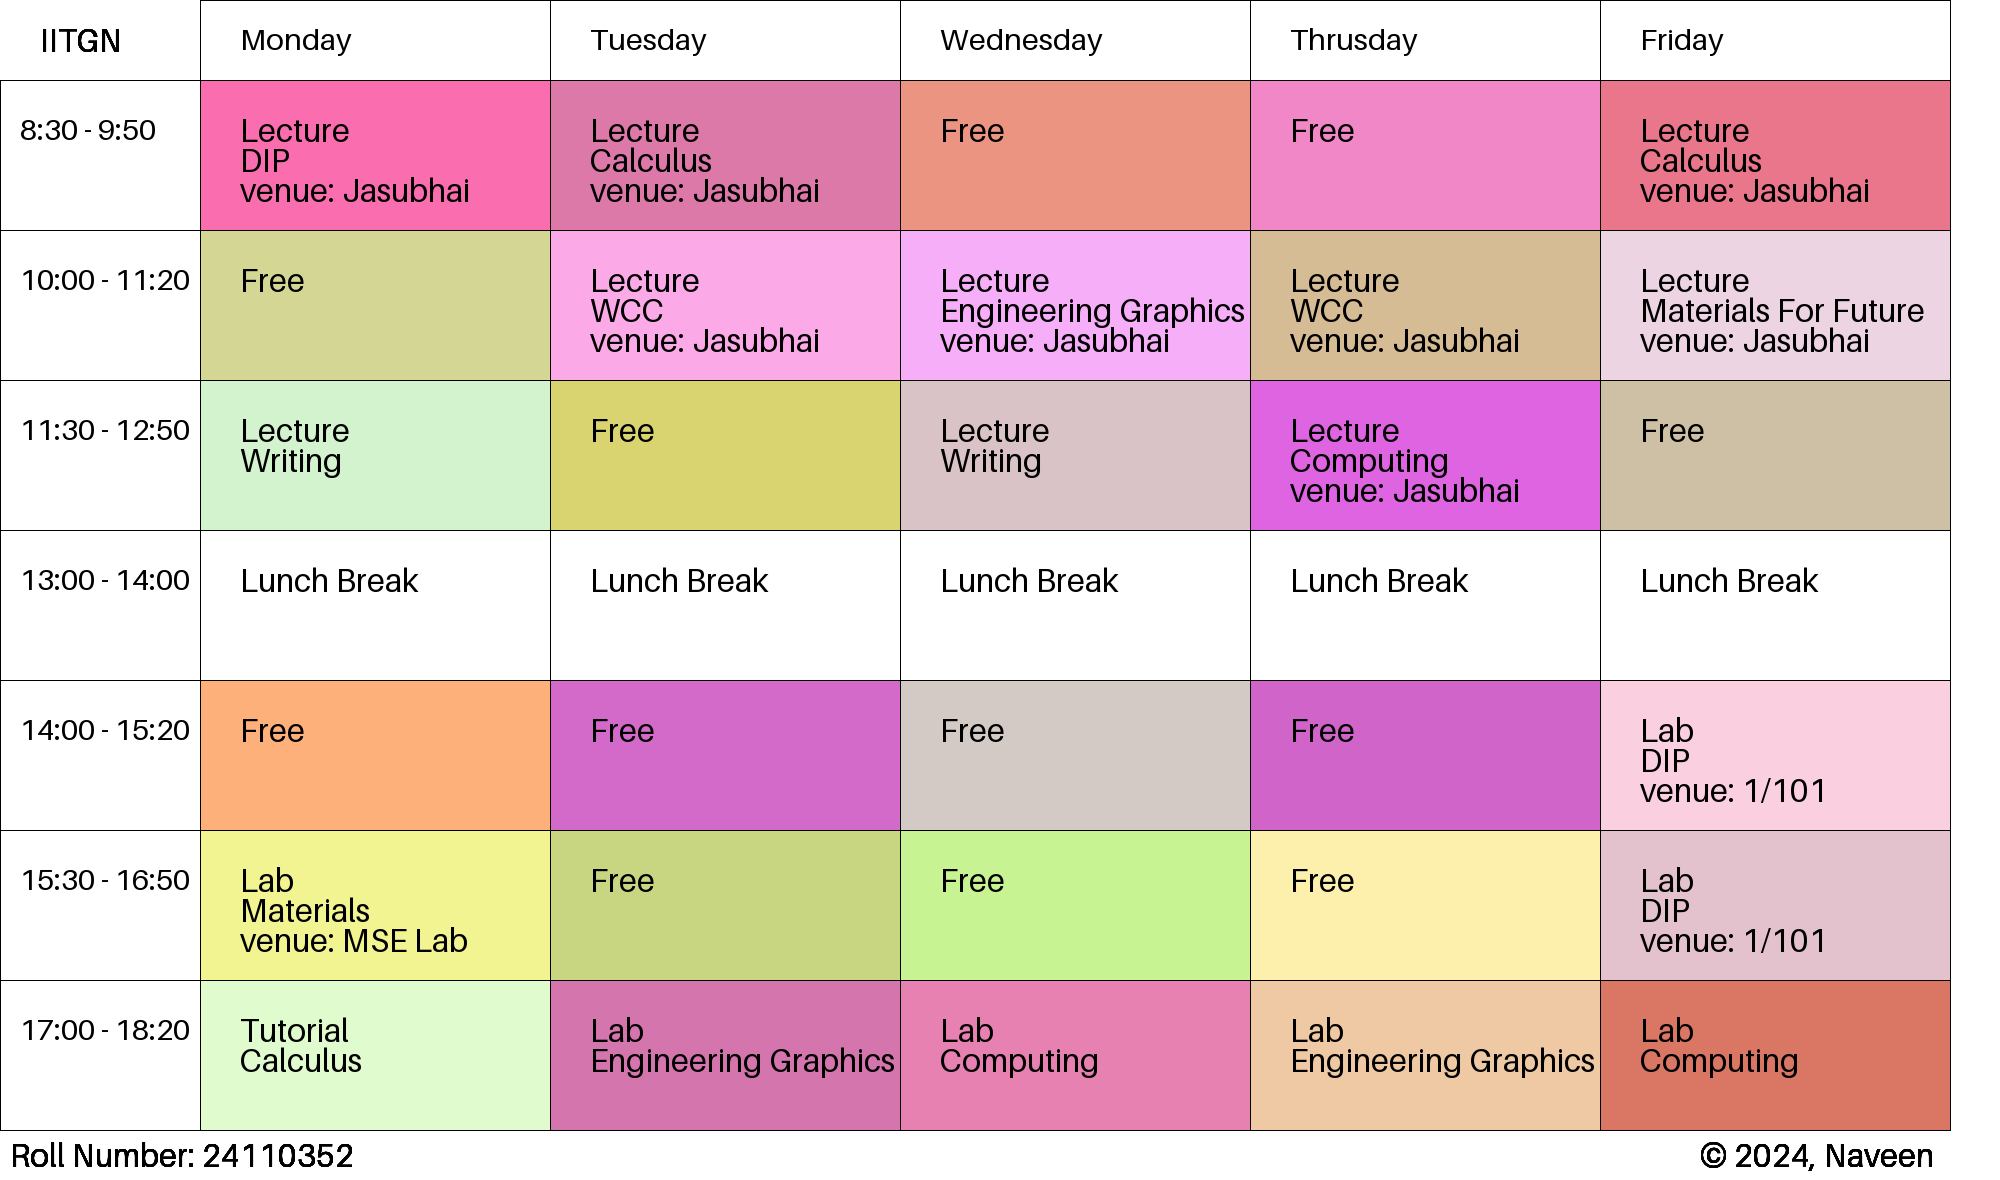 IITGN
Monday
Tuesday
Wednesday
Thrusday
Friday
8:30 - 9:50
Lecture
DIP
venue: Jasubhai
Lecture
Calculus
venue: Jasubhai
Free
Free
Lecture
Calculus
venue: Jasubhai
10:00 - 11:20
Free
Lecture
WCC
venue: Jasubhai
Lecture
Engineering Graphics
venue: Jasubhai
Lecture
WCC
venue: Jasubhai
Lecture
Materials For Future
venue: Jasubhai
11:30 - 12:50
Lecture
Writing
Free
Lecture
Writing
Lecture
Computing
venue: Jasubhai
Free
13:00 - 14:00
Lunch Break
Lunch Break
Lunch Break
Lunch Break
Lunch Break
14:00 - 15:20
Free
Free
Free
Free
Lab
DIP
venue: 1/101
15:30 - 16:50
Lab
Materials
venue: MSE Lab
Free
Free
Free
Lab
DIP
venue: 1/101
17:00 - 18:20
Tutorial
Calculus
Lab
Engineering Graphics
Lab
Computing
Lab
Engineering Graphics
Lab
Computing
Roll Number: 24110352
© 2024, Naveen